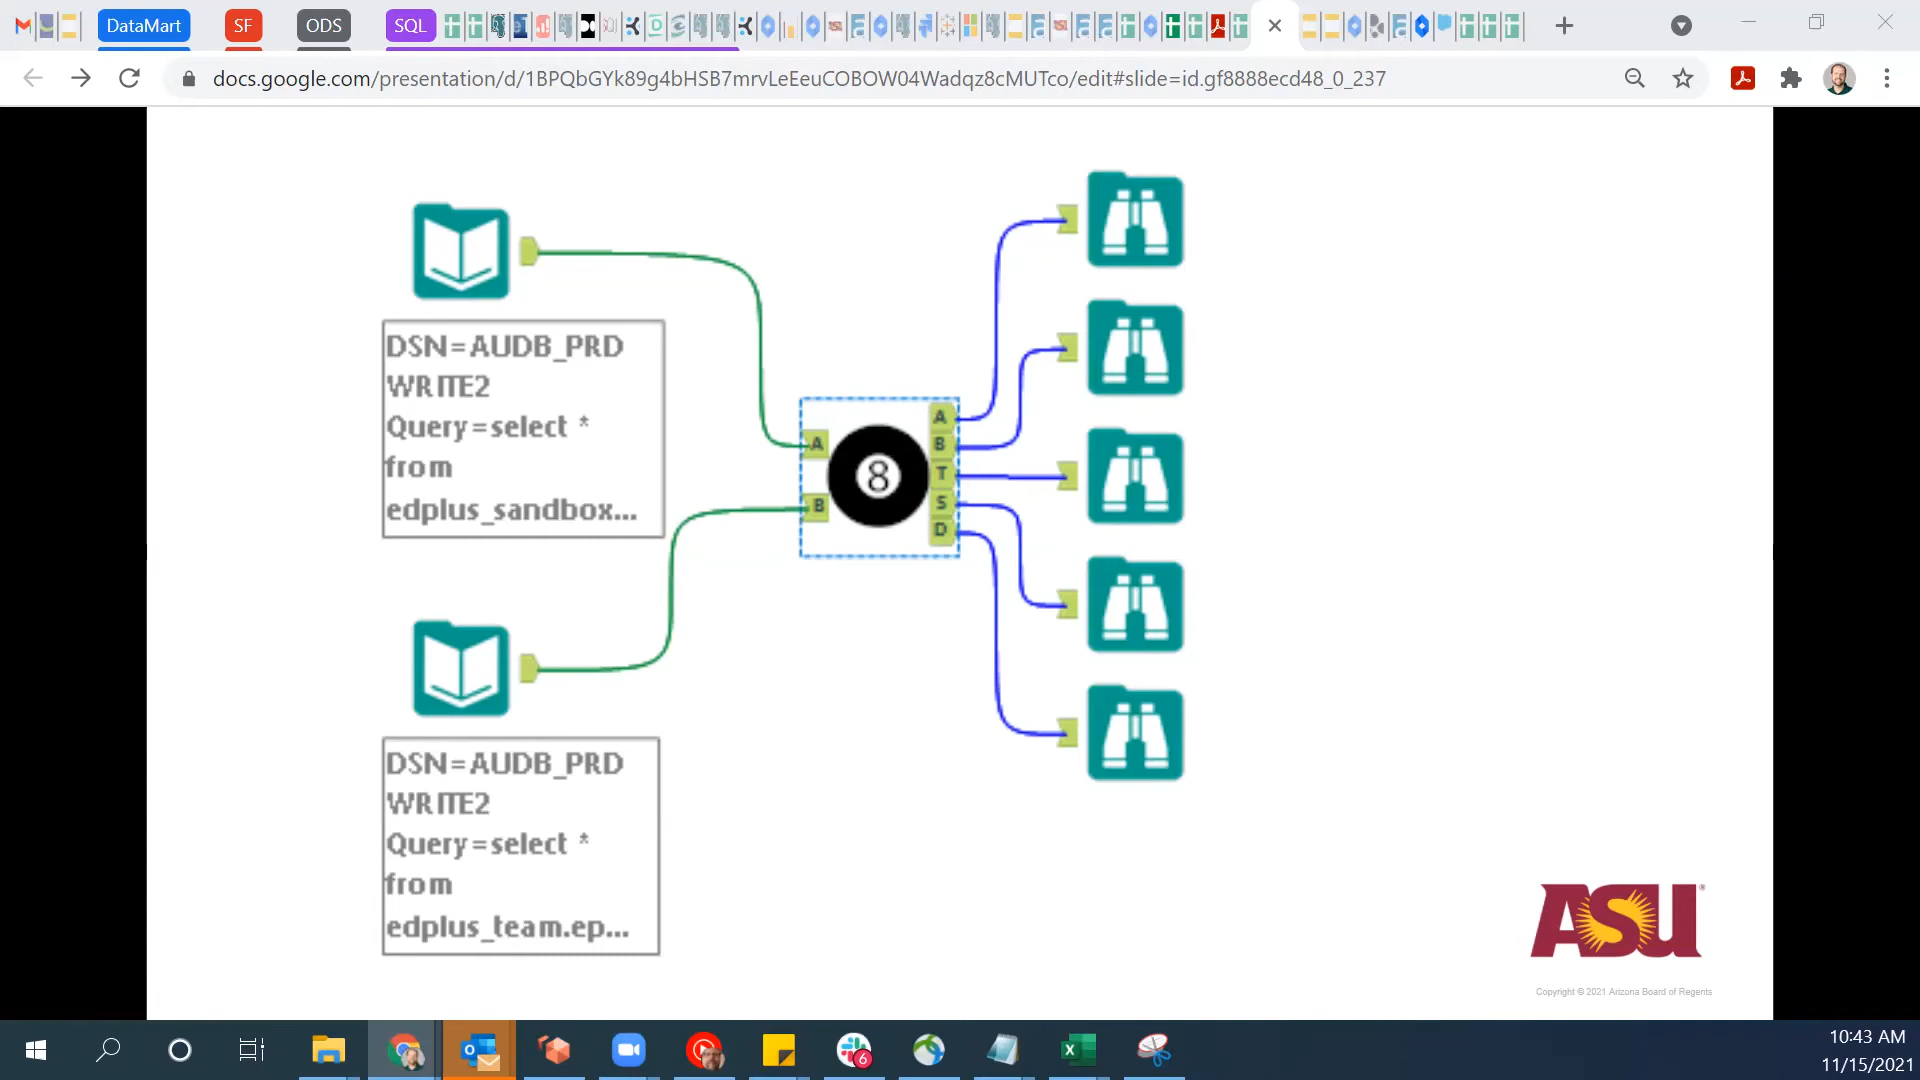 DataMart
SF
ODS
SQL
docs.google.com/presentation/d/1BPQbGYk89g4bHSB7mrvLeEeuCOBOW04Wadqz8cMUTco/edit#slide=id.gf8888ecd48_0_237
DSN=AUDB_PRD
WRITE2
Query=select *
from
edplus_sandbox...
A
B
8
A
B
T
S
D
DSN=AUDB_PRD
WRITE2
Query=select *
from
edplus_team.ep...
ASU
Copyright © 2021 Arizona Board of Regents
6
10:43 AM
11/15/2021